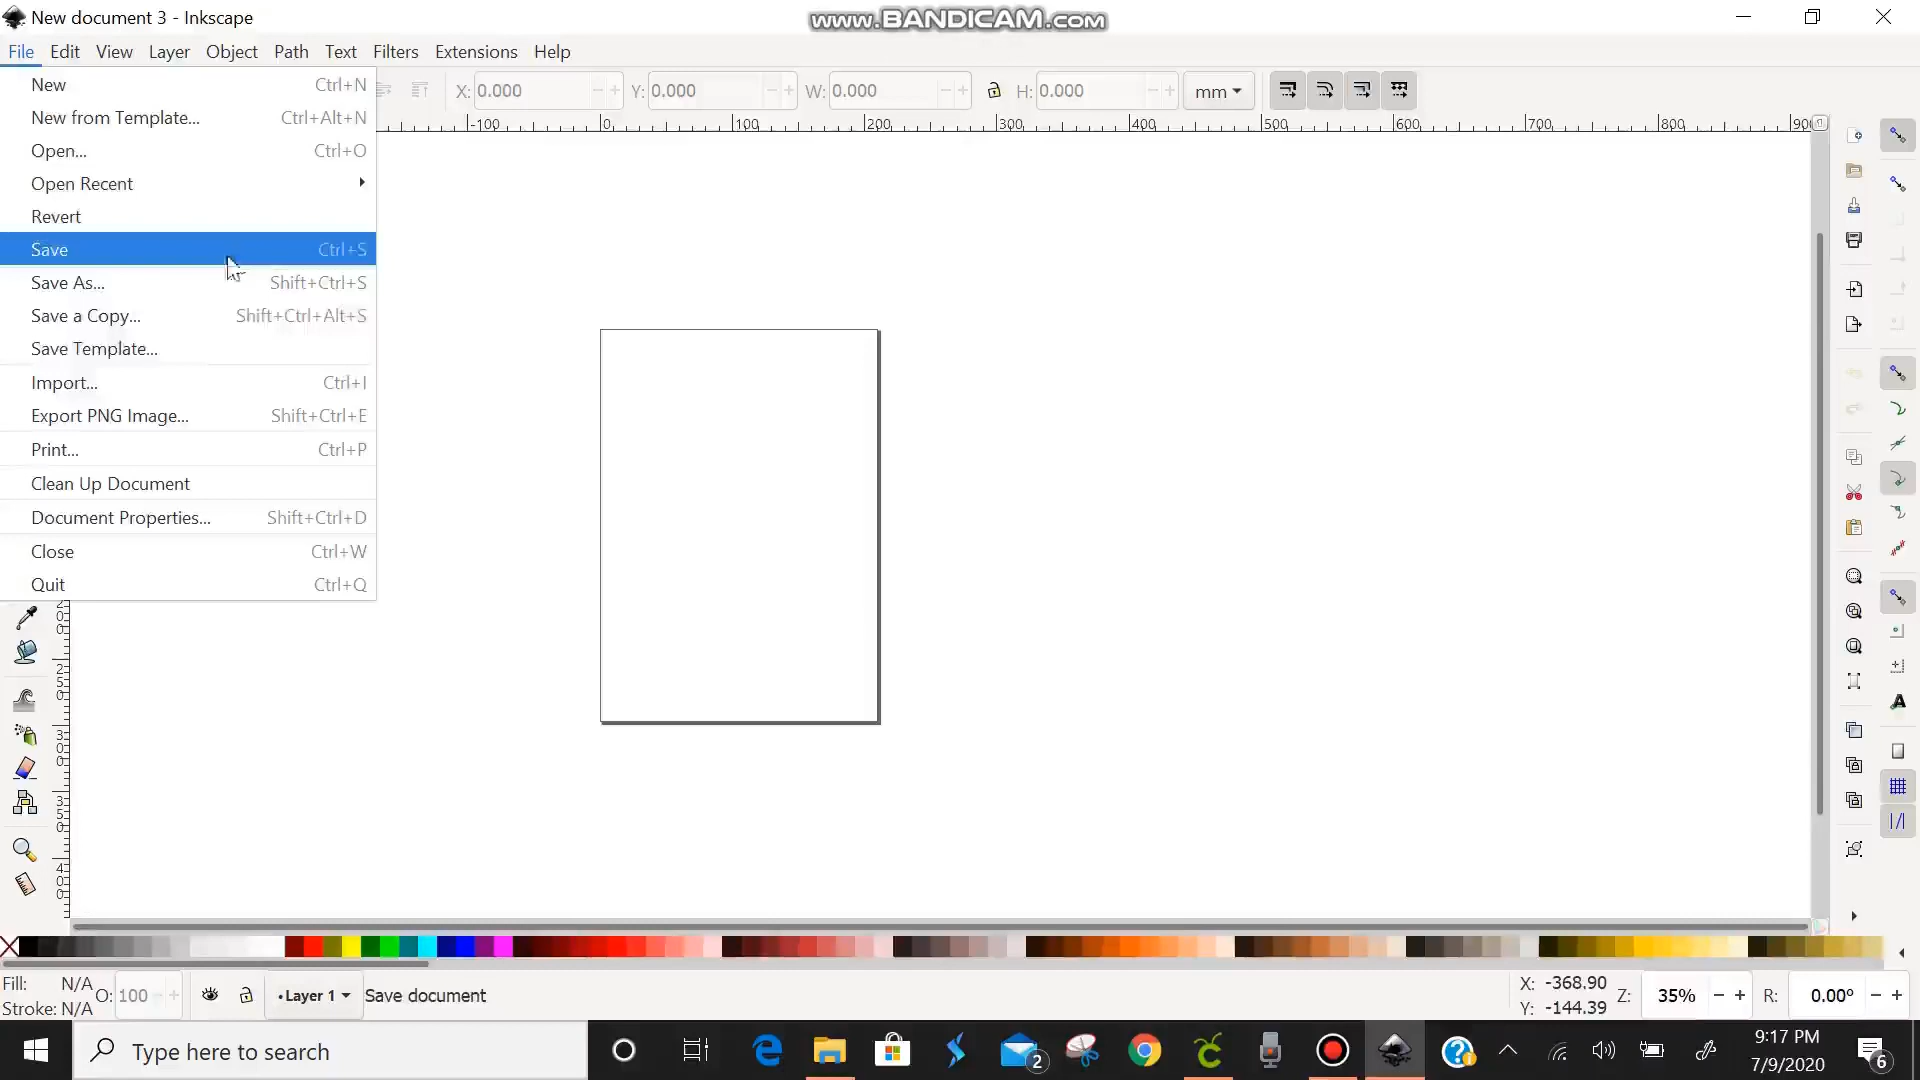 New document 3 - Inkscape
www.BANDICAM.com
File Edit View Layer Object Path Text Filters Extensions Help
New Ctrl+N
New from Template... Ctrl+Alt+N
Open... Ctrl+O
Open Recent
Revert
Save Ctrl+S
Save As... Shift+Ctrl+S
Save a Copy... Shift+Ctrl+Alt+S
Save Template...
Import... Ctrl+I
Export PNG Image... Shift+Ctrl+E
Print... Ctrl+P
Clean Up Document
Document Properties... Shift+Ctrl+D
Close Ctrl+W
Quit Ctrl+Q
X: 0.000 Y: 0.000 W: 0.000 H: 0.000 mm
-100 0 100 200 300 400 500 600 700 800 900
250
300
350
400
Fill: N/A
Stroke: N/A
O: 100
•Layer 1
Save document
X: -368.90
Y: -144.39
Z: 35%
R: 0.00°
Type here to search
2
9:17 PM
7/9/2020
6